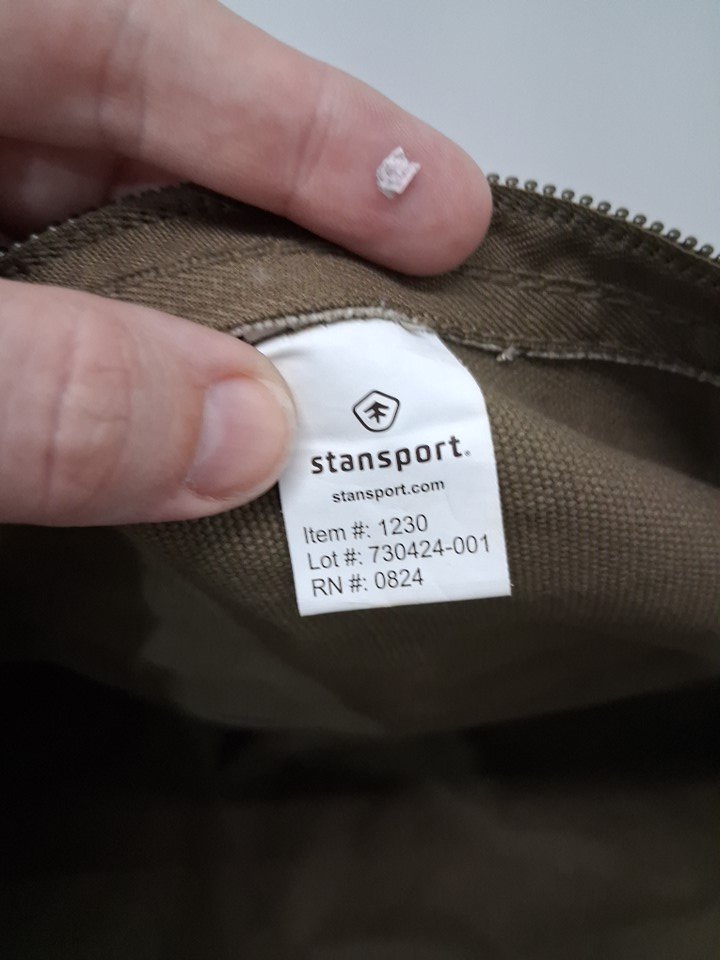 stansport.
stansport.com
Item #: 1230
Lot #: 730424-001
RN #: 0824